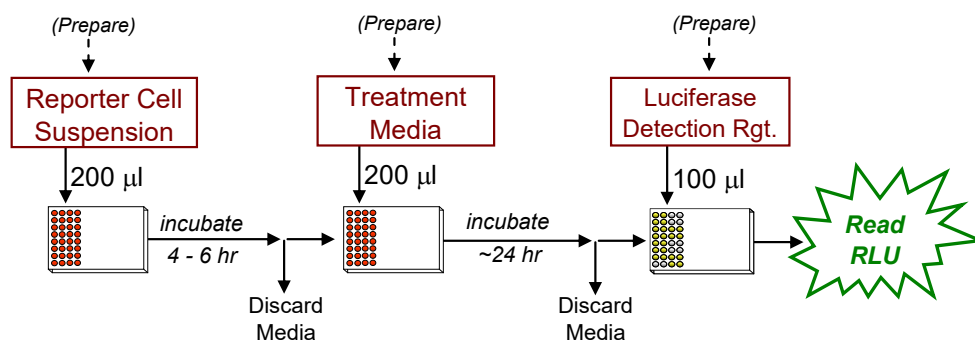 (Prepare)
(Prepare)
(Prepare)
Reporter Cell
Suspension
Treatment
Media
Luciferase
Detection Rgt.
200 μl
200 μl
100 μl
incubate
4 - 6 hr
incubate
~24 hr
Read
RLU
Discard
Media
Discard
Media